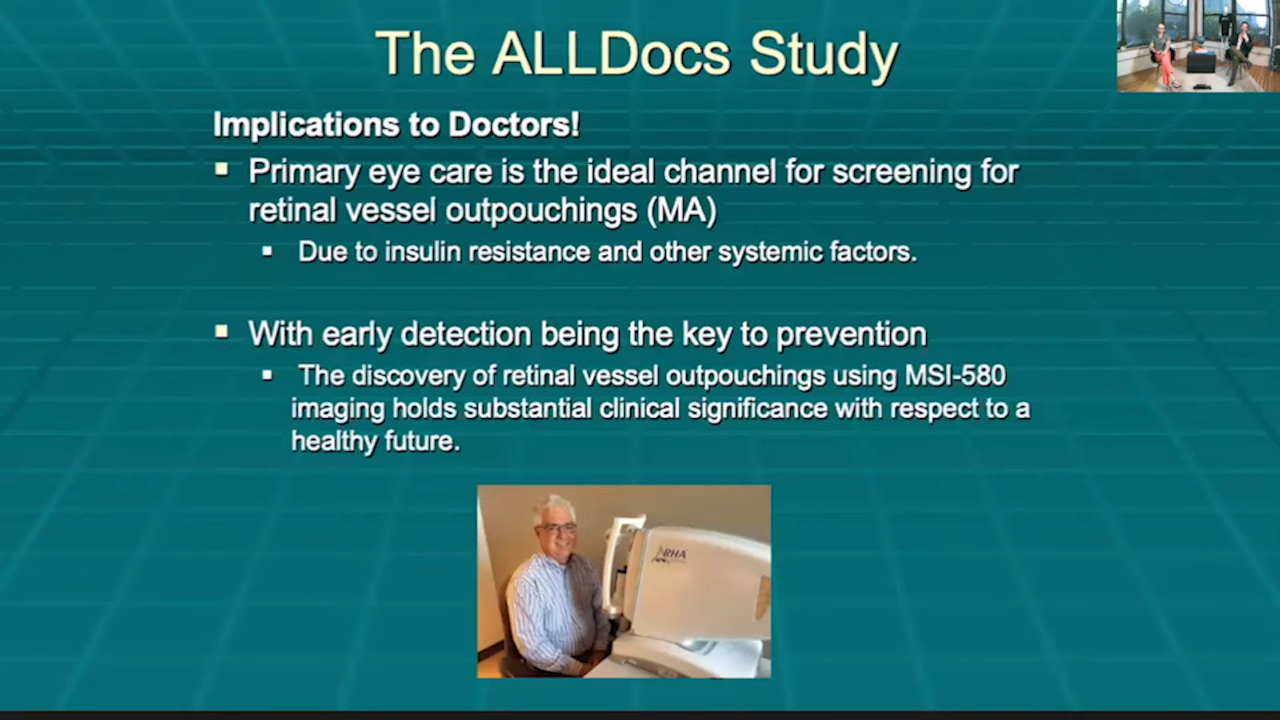 The ALLDocs Study
Implications to Doctors!
Primary eye care is the ideal channel for screening for
retinal vessel outpouchings (MA)
Due to insulin resistance and other systemic factors.
With early detection being the key to prevention
The discovery of retinal vessel outpouchings using MSI-580
imaging holds substantial clinical significance with respect to a
healthy future.
RHA